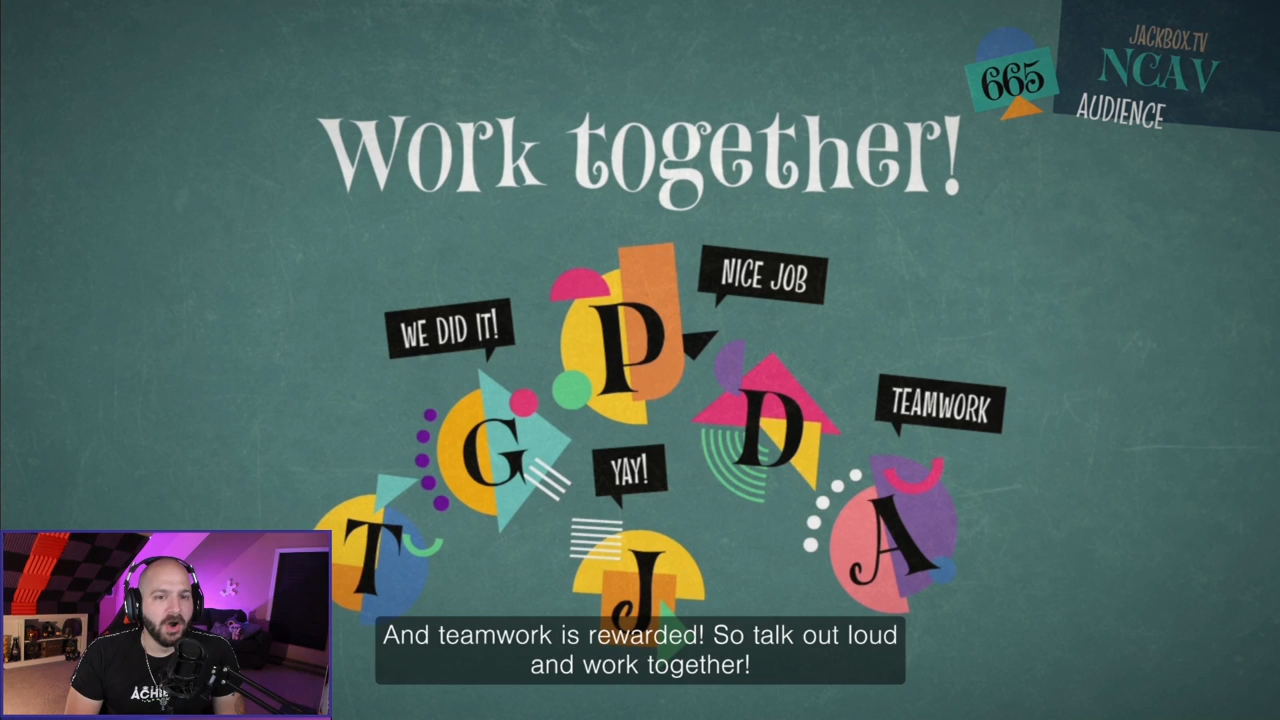 JACKBOX.TV
665
NCAV
AUDIENCE
Work together!
NICE JOB
WE DID IT!
P
TEAMWORK
G
D
YAY!
T
J
A
And teamwork is rewarded! So talk out loud
and work together!